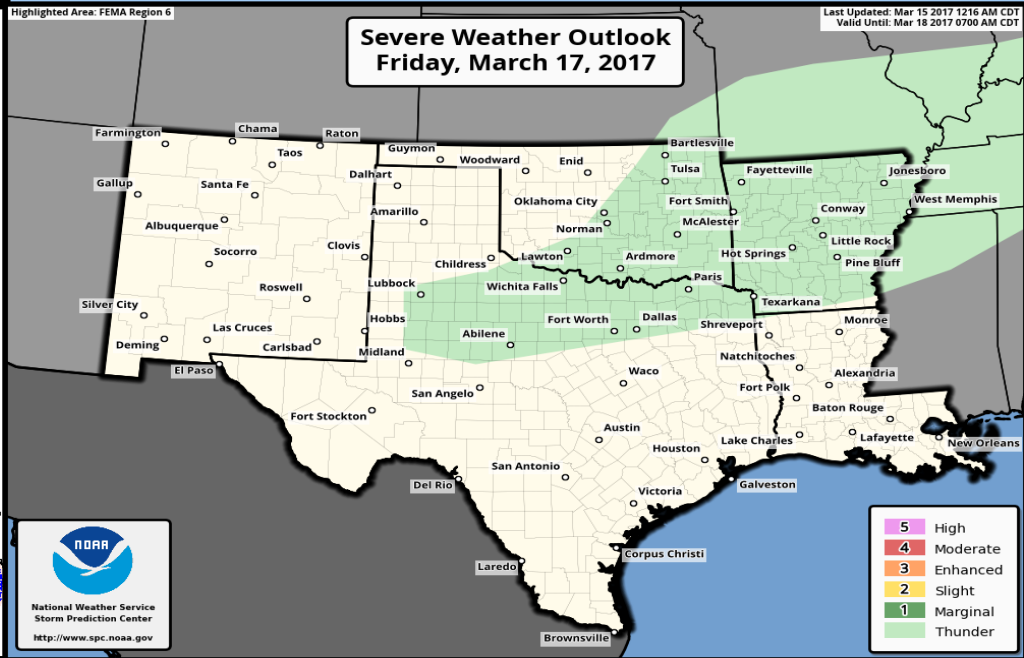 Highlighted Area: FEMA Region 6
Last Updated: Mar 15 2017 1216 AM CDT
Valid Until: Mar 18 2017 0700 AM CDT
Severe Weather Outlook
Friday, March 17, 2017
Farmington
Chama
Raton
Taos
Guymon
Woodward
Enid
Bartlesville
Tulsa
Fayetteville
Jonesboro
Gallup
Santa Fe
Dalhart
Oklahoma City
Fort Smith
West Memphis
Albuquerque
Amarillo
Norman
McAlester
Conway
Little Rock
Socorro
Clovis
Childress
Lawton
Ardmore
Hot Springs
Pine Bluff
Roswell
Lubbock
Wichita Falls
Paris
Texarkana
Silver City
Las Cruces
Hobbs
Abilene
Fort Worth
Dallas
Shreveport
Monroe
Deming
Carlsbad
Midland
Natchitoches
El Paso
San Angelo
Waco
Fort Polk
Alexandria
Fort Stockton
Austin
Baton Rouge
Houston
Lake Charles
Lafayette
New Orleans
Del Rio
San Antonio
Victoria
Galveston
Laredo
Corpus Christi
Brownsville
NOAA
National Weather Service
Storm Prediction Center
http://www.spc.noaa.gov
5 High
4 Moderate
3 Enhanced
2 Slight
1 Marginal
Thunder